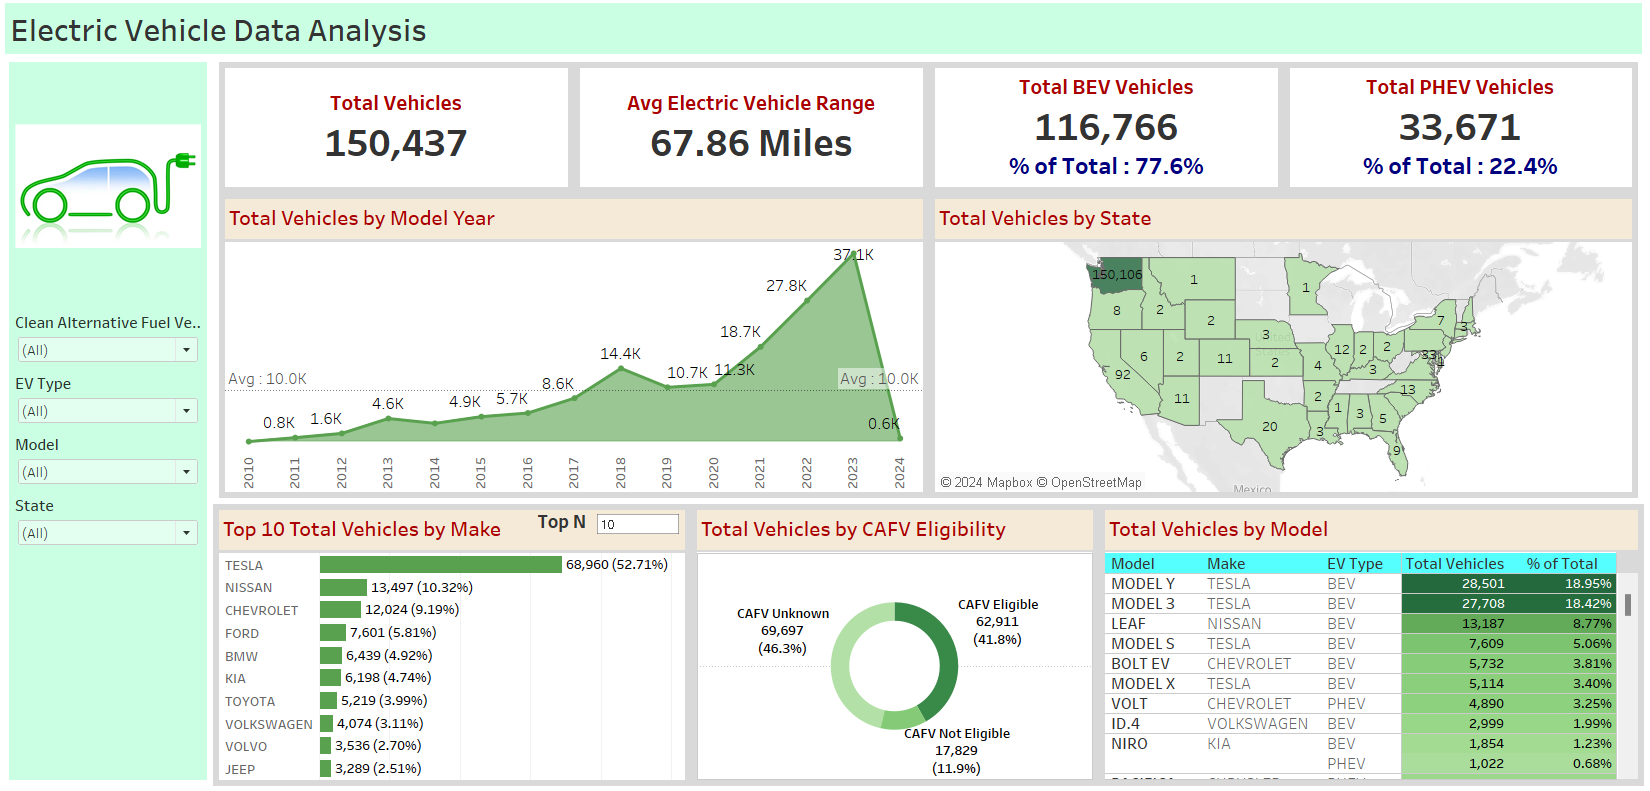 Electric Vehicle Data Analysis
Clean Alternative Fuel Ve..
(All)
EV Type
(All)
Model
(All)
State
(All)
Total Vehicles
150,437
Avg Electric Vehicle Range
67.86 Miles
Total BEV Vehicles
116,766
% of Total : 77.6%
Total PHEV Vehicles
33,671
% of Total : 22.4%
Total Vehicles by Model Year
37.1K
27.8K
18.7K
14.4K
10.7K 11.3K
Avg : 10.0K
Avg : 10.0K
8.6K
4.6K
4.9K
5.7K
0.8K
1.6K
0.6K
2010
2011
2012
2013
2014
2015
2016
2017
2018
2019
2020
2021
2022
2023
2024
Total Vehicles by State
150,106
1
1
8
2
2
7
3
3
6
2
11
2
12
2
2
33
1
92
4
3
11
2
13
20
3
1
3
5
9
Mexico
© 2024 Mapbox © OpenStreetMap
Top 10 Total Vehicles by Make
Top N
10
TESLA 68,960 (52.71%)
NISSAN 13,497 (10.32%)
CHEVROLET 12,024 (9.19%)
FORD 7,601 (5.81%)
BMW 6,439 (4.92%)
KIA 6,198 (4.74%)
TOYOTA 5,219 (3.99%)
VOLKSWAGEN 4,074 (3.11%)
VOLVO 3,536 (2.70%)
JEEP 3,289 (2.51%)
Total Vehicles by CAFV Eligibility
CAFV Unknown
69,697
(46.3%)
CAFV Eligible
62,911
(41.8%)
CAFV Not Eligible
17,829
(11.9%)
Total Vehicles by Model
Model Make EV Type Total Vehicles % of Total
MODEL Y TESLA BEV 28,501 18.95%
MODEL 3 TESLA BEV 27,708 18.42%
LEAF NISSAN BEV 13,187 8.77%
MODEL S TESLA BEV 7,609 5.06%
BOLT EV CHEVROLET BEV 5,732 3.81%
MODEL X TESLA BEV 5,114 3.40%
VOLT CHEVROLET PHEV 4,890 3.25%
ID.4 VOLKSWAGEN BEV 2,999 1.99%
NIRO KIA BEV 1,854 1.23%
PHEV 1,022 0.68%